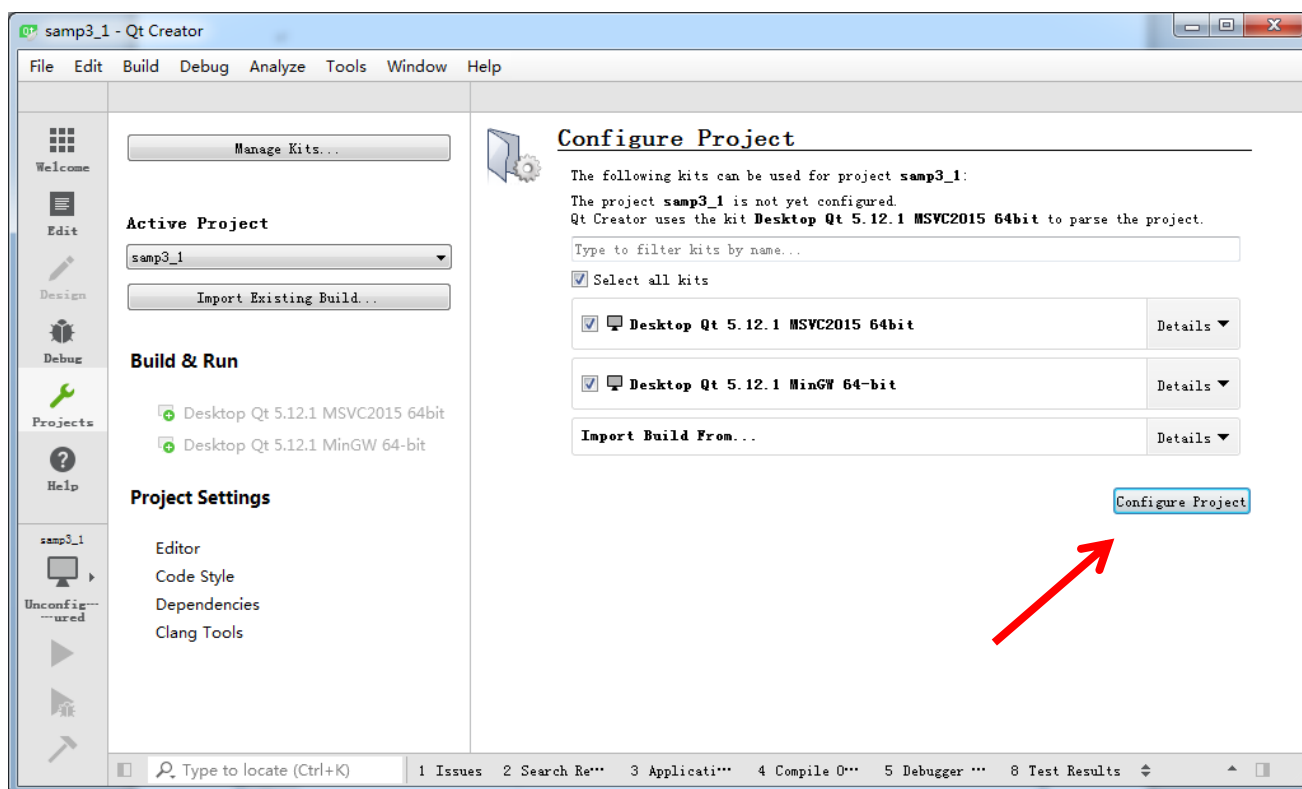 samp3_1 - Qt Creator
File Edit Build Debug Analyze Tools Window Help
Welcome
Edit
Design
Debug
Projects
Help
samp3_1
Unconfig⋯
⋯ured
Manage Kits...
Active Project
samp3_1
Import Existing Build...
Build & Run
Desktop Qt 5.12.1 MSVC2015 64bit
Desktop Qt 5.12.1 MinGW 64-bit
Project Settings
Editor
Code Style
Dependencies
Clang Tools
Configure Project
The following kits can be used for project samp3_1:
The project samp3_1 is not yet configured.
Qt Creator uses the kit Desktop Qt 5.12.1 MSVC2015 64bit to parse the project.
Type to filter kits by name...
Select all kits
Desktop Qt 5.12.1 MSVC2015 64bit Details
Desktop Qt 5.12.1 MinGW 64-bit Details
Import Build From... Details
Configure Project
Type to locate (Ctrl+K) 1 Issues 2 Search Re⋯ 3 Applicati⋯ 4 Compile O⋯ 5 Debugger ⋯ 8 Test Results